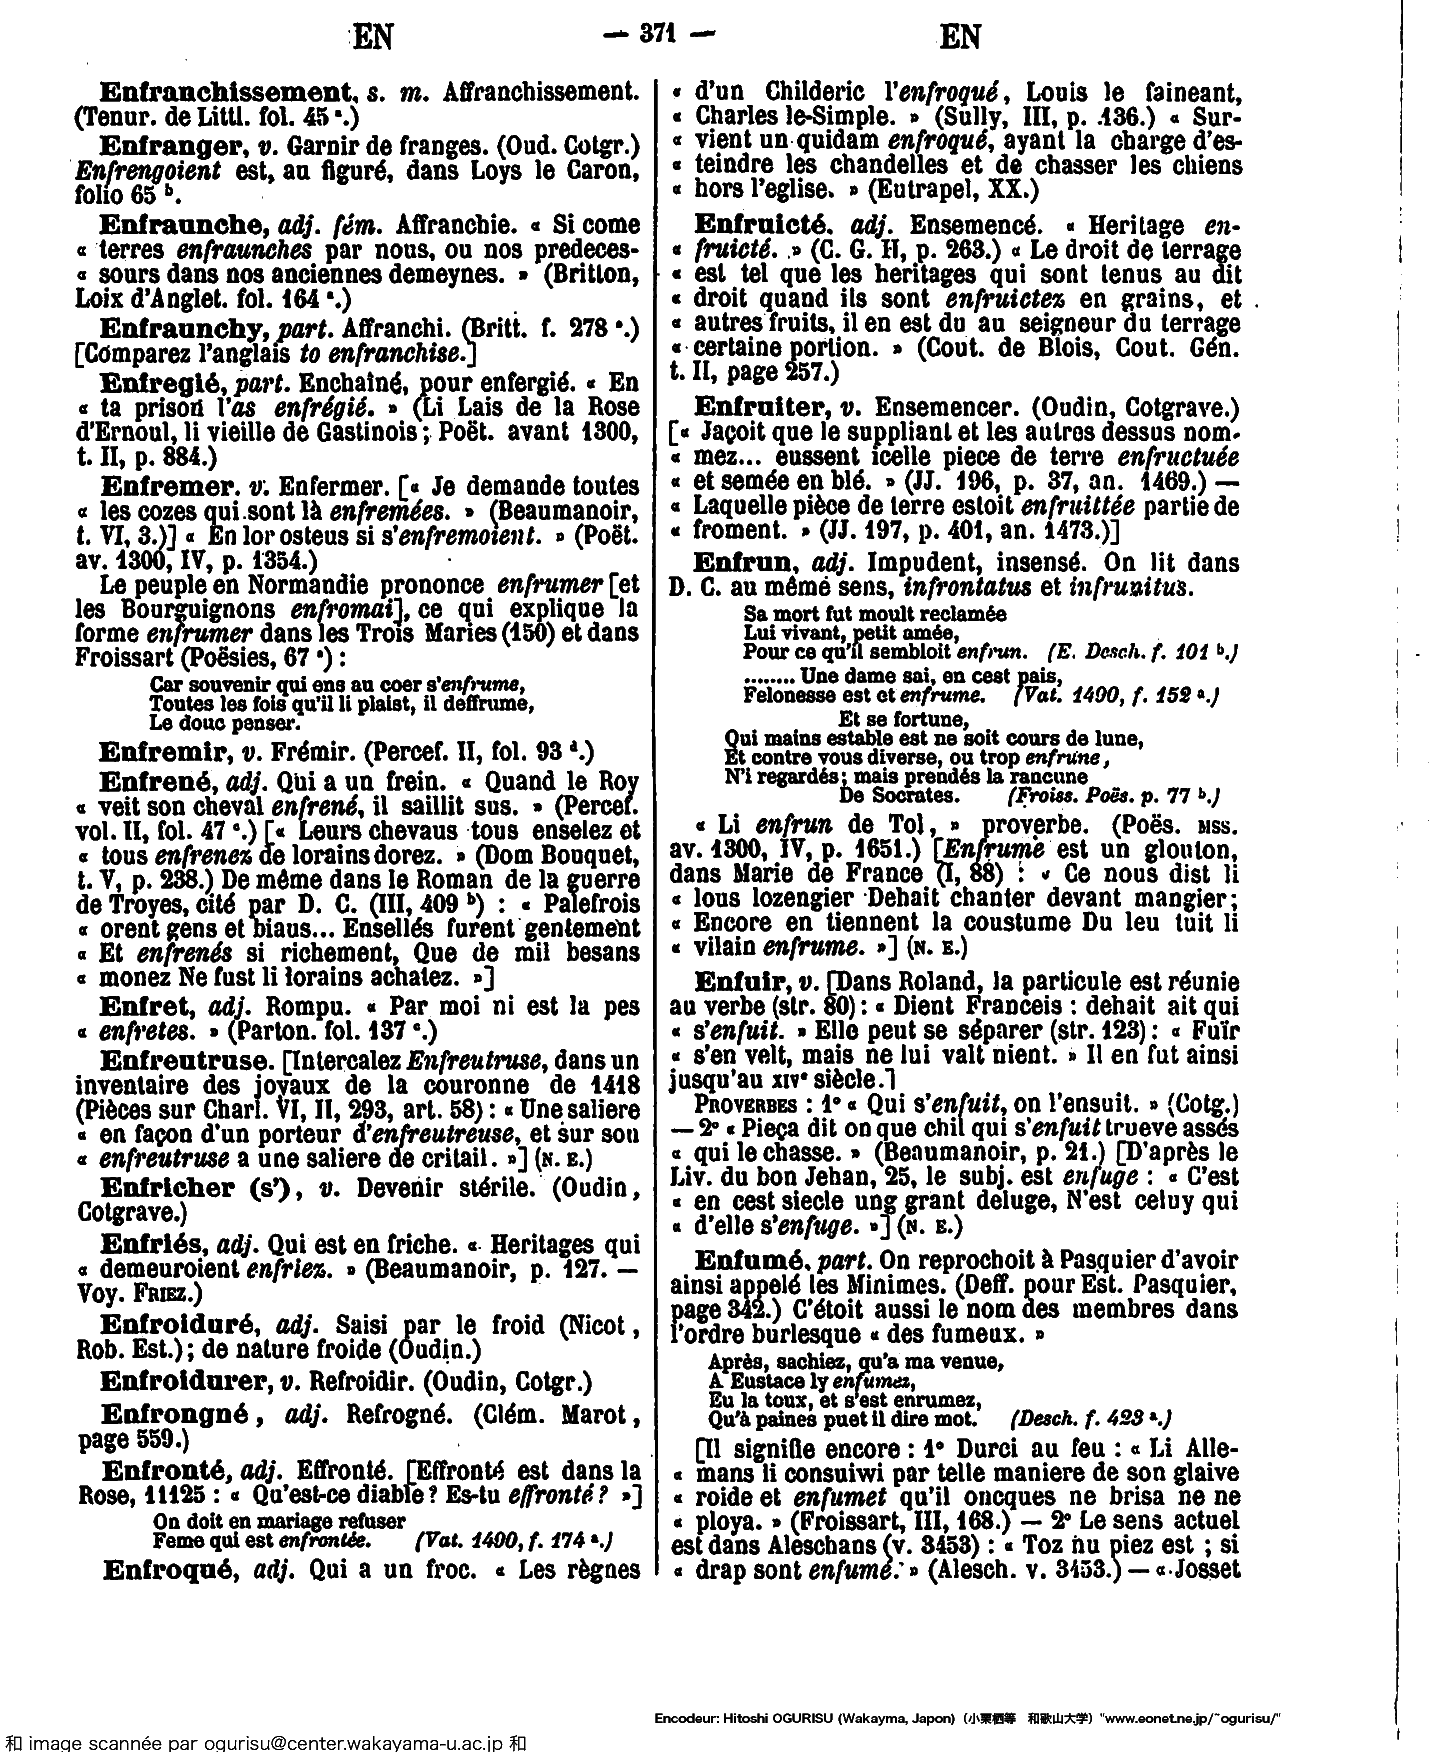 EN — 371 — EN
Enfranchissement, s. m. Affranchissement.
(Tenur. de Littl. fol. 45 ª.)
Enfranger, v. Garnir de franges. (Oud. Cotgr.)
Enfrengoient est, au figuré, dans Loys le Caron,
folio 65 ᵇ.
Enfraunche, adj. fém. Affranchie. « Si come
« terres enfraunches par nous, ou nos predeces-
« sours dans nos anciennes demeynes. » (Britton,
Loix d'Anglet. fol. 164 ª.)
Enfraunchy, part. Affranchi. (Britt. f. 278 ª.)
[Comparez l'anglais to enfranchise.]
Enfregié, part. Enchaîné, pour enfergié. « En
« ta prison l'as enfrégié. » (Li Lais de la Rose
d'Ernoul, li vieille de Gastinois ; Poët. avant 1300,
t. II, p. 884.)
Enfremer. v. Enfermer. [« Je demande toutes
« les cozes qui sont là enfremées. » (Beaumanoir,
t. VI, 3.)] « En lor osteus si s'enfremoient. » (Poët.
av. 1300, IV, p. 1354.)
Le peuple en Normandie prononce enfrumer [et
les Bourguignons enfromai], ce qui explique la
forme enfrumer dans les Trois Maries (150) et dans
Froissart (Poësies, 67 ª) :
Car souvenir qui ens au coer s'enfrume,
Toutes les fois qu'il li plaist, il deffrume,
Le douc penser.
Enfremir, v. Frémir. (Percef. II, fol. 93 ᵈ.)
Enfrené, adj. Qui a un frein. « Quand le Roy
« veit son cheval enfrené, il saillit sus. » (Percef.
vol. II, fol. 47 ᶜ.) [« Leurs chevaus tous enselez et
« tous enfrenez de lorains dorez. » (Dom Bouquet,
t. V, p. 238.) De même dans le Roman de la guerre
de Troyes, cité par D. C. (III, 409 ᵇ) : « Palefrois
« orent gens et biaus... Ensellés furent gentement
« Et enfrenés si richement, Que de mil besans
« monez Ne fust li lorains achatez. »]
Enfret, adj. Rompu. « Par moi ni est la pes
« enfretes. » (Parton. fol. 137 ᶜ.)
Enfreutruse. [Intercalez Enfreutruse, dans un
inventaire des joyaux de la couronne de 1418
(Pièces sur Charl. VI, II, 293, art. 58) : « Une saliere
« en façon d'un porteur d'enfreutreuse, et sur son
« enfreutruse a une saliere de critail. »] (N. E.)
Enfricher (s'), v. Devenir stérile. (Oudin,
Cotgrave.)
Enfriés, adj. Qui est en friche. « Heritages qui
« demeuroient enfriez. » (Beaumanoir, p. 127. —
Voy. FRIEZ.)
Enfroiduré, adj. Saisi par le froid (Nicot,
Rob. Est.) ; de nature froide (Oudin.)
Enfroidurer, v. Refroidir. (Oudin, Cotgr.)
Enfrongné, adj. Refrogné. (Clém. Marot,
page 559.)
Enfronté, adj. Effronté. [Effronté est dans la
Rose, 11125 : « Qu'est-ce diable ? Es-tu effronté ? »]
On doit en mariage refuser
Feme qui est enfrontée. (Vat. 1490, f. 174 ª.)
Enfroqué, adj. Qui a un froc. « Les règnes
« d'un Childeric l'enfroqué, Louis le faineant,
« Charles le-Simple. » (Sully, III, p. 136.) « Sur-
« vient un quidam enfroqué, ayant la charge d'es-
« teindre les chandelles et de chasser les chiens
« hors l'eglise. » (Eutrapel, XX.)
Enfruicté. adj. Ensemencé. « Heritage en-
« fruicté. » (C. G. H, p. 263.) « Le droit de terrage
« est tel que les heritages qui sont tenus au dit
« droit quand ils sont enfruictez en grains, et
« autres fruits, il en est du au seigneur du terrage
« certaine portion. » (Cout. de Blois, Cout. Gén.
t. II, page 257.)
Enfruiter, v. Ensemencer. (Oudin, Cotgrave.)
[« Jaçoit que le suppliant et les autres dessus nom-
« mez... eussent icelle piece de terre enfructuée
« et semée en blé. » (JJ. 196, p. 37, an. 1469.) —
« Laquelle pièce de terre estoit enfruittée partie de
« froment. » (JJ. 197, p. 401, an. 1473.)]
Enfrun, adj. Impudent, insensé. On lit dans
D. C. au même sens, infrontatus et infrunitus.
Sa mort fut moult reclamée
Lui vivant, petit amée,
Pour ce qu'il sembloit enfrun. (E. Desch. f. 101 ᵇ.)
........ Une dame sai, en cest pais,
Felonesse est et enfrume. (Vat. 1490, f. 152 ª.)
Et se fortune,
Qui mains estable est ne soit cours de lune,
Et contre vous diverse, ou trop enfrune,
N'i regardés ; mais prendés la rancune
De Socrates. (Froiss. Poës. p. 77 ᵇ.)
« Li enfrun de Tol, » proverbe. (Poës. MSS.
av. 1300, IV, p. 1651.) [Enfrume est un glouton,
dans Marie de France (I, 88) : « Ce nous dist li
« lous lozengier Dehait chanter devant mangier ;
« Encore en tiennent la coustume Du leu tuit li
« vilain enfrume. »] (N. E.)
Enfuir, v. [Dans Roland, la particule est réunie
au verbe (str. 80) : « Dient Franceis : dehait ait qui
« s'enfuit. » Elle peut se séparer (str. 123) : « Fuïr
« s'en velt, mais ne lui valt nient. » Il en fut ainsi
jusqu'au XIVᵉ siècle.]
PROVERBES : 1° « Qui s'enfuit, on l'ensuit. » (Cotg.)
— 2° « Pieça dit on que chil qui s'enfuit trueve assés
« qui le chasse. » (Beaumanoir, p. 21.) [D'après le
Liv. du bon Jehan, 25, le subj. est enfuge : « C'est
« en cest siecle ung grant deluge, N'est celuy qui
« d'elle s'enfuge. »] (N. E.)
Enfumé, part. On reprochoit à Pasquier d'avoir
ainsi appelé les Minimes. (Deff. pour Est. Pasquier,
page 342.) C'étoit aussi le nom des membres dans
l'ordre burlesque « des fumeux. »
Après, sachiez, qu'a ma venue,
A Eustace ly enfumez,
Eu la toux, et s'est enrumez,
Qu'à paines puet il dire mot. (Desch. f. 423 ª.)
[Il signifie encore : 1° Durci au feu : « Li Alle-
« mans li consuiwi par telle maniere de son glaive
« roide et enfumet qu'il oncques ne brisa ne ne
« ploya. » (Froissart, III, 168.) — 2° Le sens actuel
est dans Aleschans (v. 3453) : « Toz nu piez est ; si
« drap sont enfumé. » (Alesch. v. 3453.) — « Josset
Encodeur: Hitoshi OGURISU (Wakayma, Japon) (小栗栖等 和歌山大学) "www.eonet.ne.jp/~ogurisu/"
和 image scannée par ogurisu@center.wakayama-u.ac.jp 和